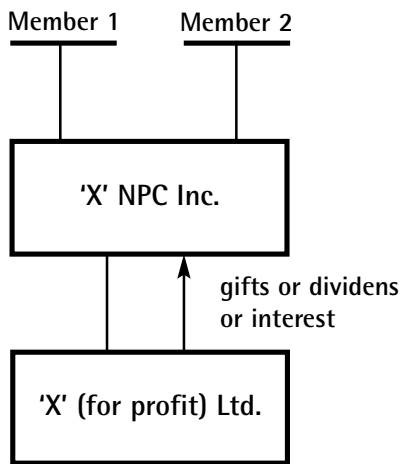 Member 1
Member 2
‘X’ NPC Inc.
gifts or dividens
or interest
‘X’ (for profit) Ltd.